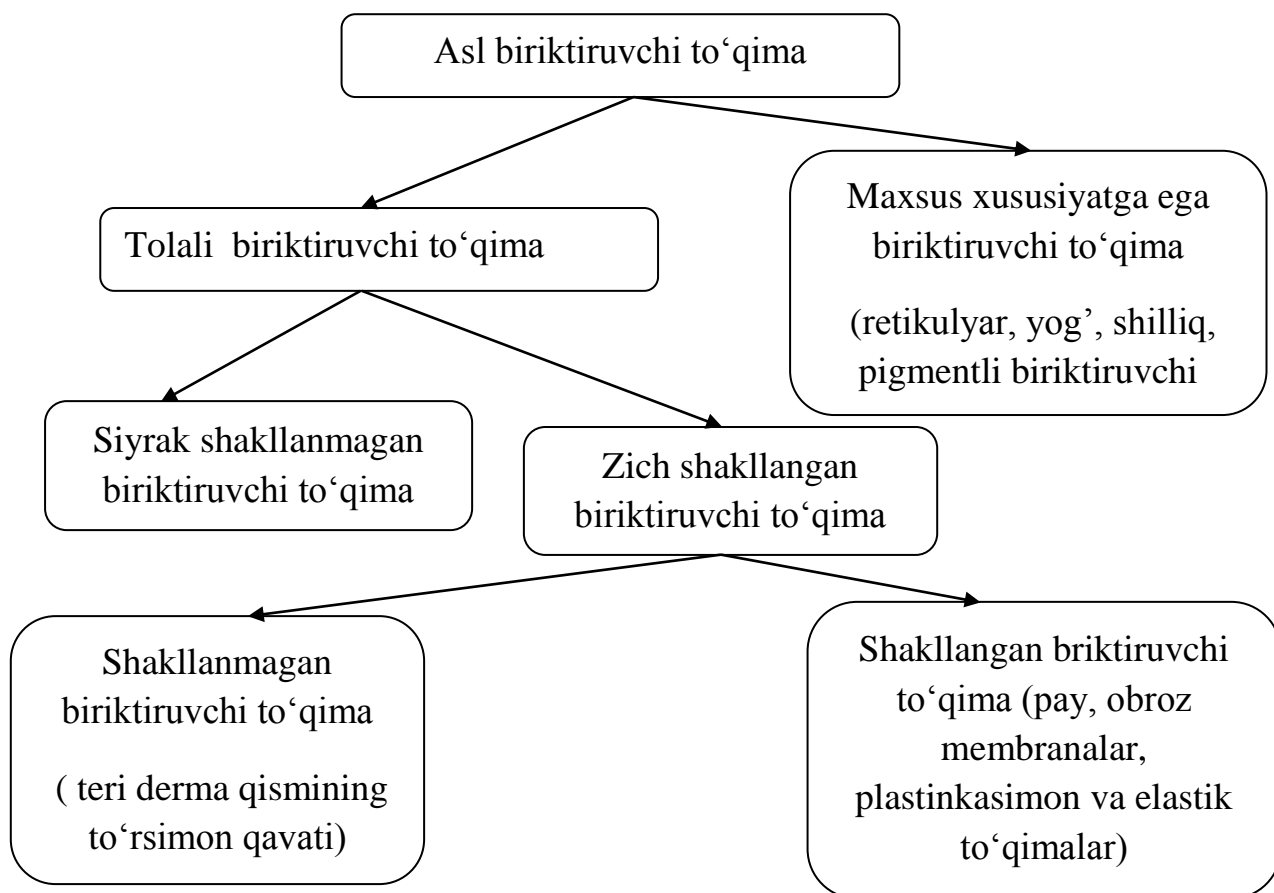 Asl biriktiruvchi to‘qima
Maxsus xususiyatga ega
biriktiruvchi to‘qima
(retikulyar, yog’, shilliq,
pigmentli biriktiruvchi
Tolali biriktiruvchi to‘qima
Siyrak shakllanmagan
biriktiruvchi to‘qima
Zich shakllangan
biriktiruvchi to‘qima
Shakllanmagan
biriktiruvchi to‘qima
( teri derma qismining
to‘rsimon qavati)
Shakllangan briktiruvchi
to‘qima (pay, obroz
membranalar,
plastinkasimon va elastik
to‘qimalar)